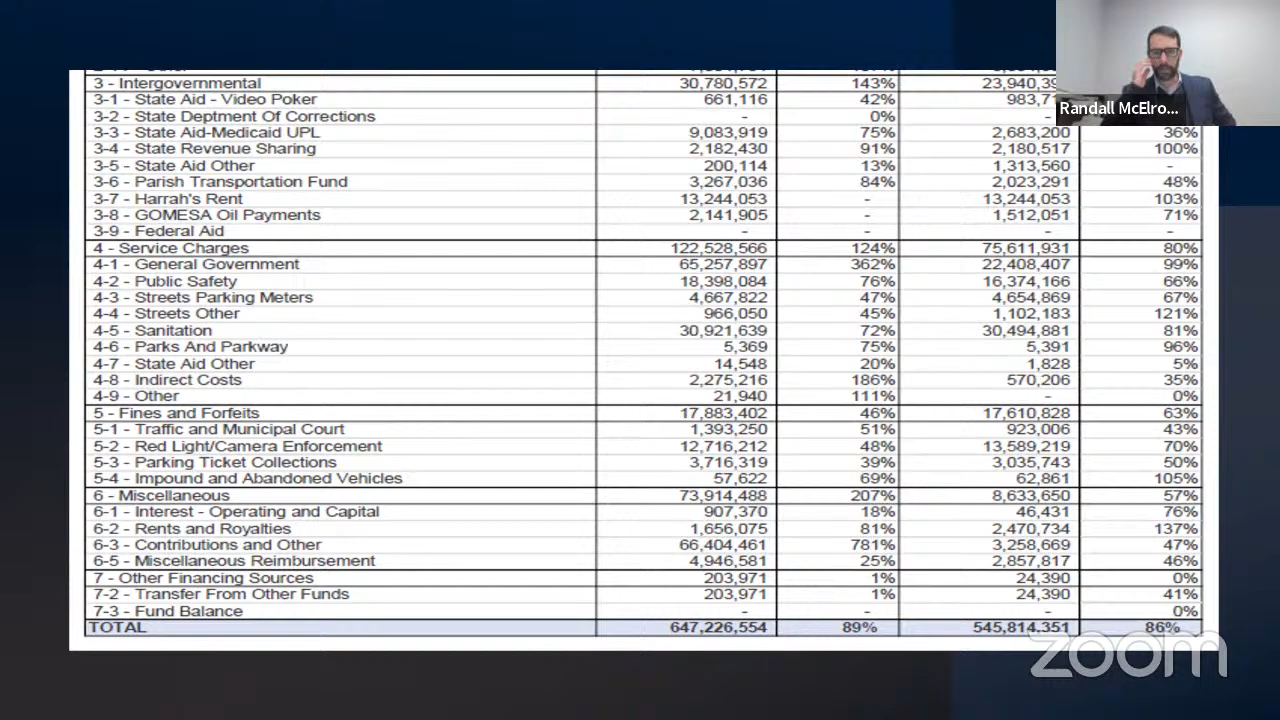 3 - Intergovernmental 30,780,572 143% 23,940,39
3-1 - State Aid - Video Poker 661,116 42% 983,7
Randall McElro...
3-2 - State Deptment Of Corrections - 0% -
3-3 - State Aid-Medicaid UPL 9,083,919 75% 2,683,200 36%
3-4 - State Revenue Sharing 2,182,430 91% 2,180,517 100%
3-5 - State Aid Other 200,114 13% 1,313,560 -
3-6 - Parish Transportation Fund 3,267,036 84% 2,023,291 48%
3-7 - Harrah's Rent 13,244,053 - 13,244,053 103%
3-8 - GOMESA Oil Payments 2,141,905 - 1,512,051 71%
3-9 - Federal Aid - - - -
4 - Service Charges 122,528,566 124% 75,611,931 80%
4-1 - General Government 65,257,897 362% 22,408,407 99%
4-2 - Public Safety 18,398,084 76% 16,374,166 66%
4-3 - Streets Parking Meters 4,667,822 47% 4,654,869 67%
4-4 - Streets Other 966,050 45% 1,102,183 121%
4-5 - Sanitation 30,921,639 72% 30,494,881 81%
4-6 - Parks And Parkway 5,369 75% 5,391 96%
4-7 - State Aid Other 14,548 20% 1,828 5%
4-8 - Indirect Costs 2,275,216 186% 570,206 35%
4-9 - Other 21,940 111% - 0%
5 - Fines and Forfeits 17,883,402 46% 17,610,828 63%
5-1 - Traffic and Municipal Court 1,393,250 51% 923,006 43%
5-2 - Red Light/Camera Enforcement 12,716,212 48% 13,589,219 70%
5-3 - Parking Ticket Collections 3,716,319 39% 3,035,743 50%
5-4 - Impound and Abandoned Vehicles 57,622 69% 62,861 105%
6 - Miscellaneous 73,914,488 207% 8,633,650 57%
6-1 - Interest - Operating and Capital 907,370 18% 46,431 76%
6-2 - Rents and Royalties 1,656,075 81% 2,470,734 137%
6-3 - Contributions and Other 66,404,461 781% 3,258,669 47%
6-5 - Miscellaneous Reimbursement 4,946,581 25% 2,857,817 46%
7 - Other Financing Sources 203,971 1% 24,390 0%
7-2 - Transfer From Other Funds 203,971 1% 24,390 41%
7-3 - Fund Balance - - - 0%
TOTAL 647,226,554 89% 545,814,351 86%
zoom